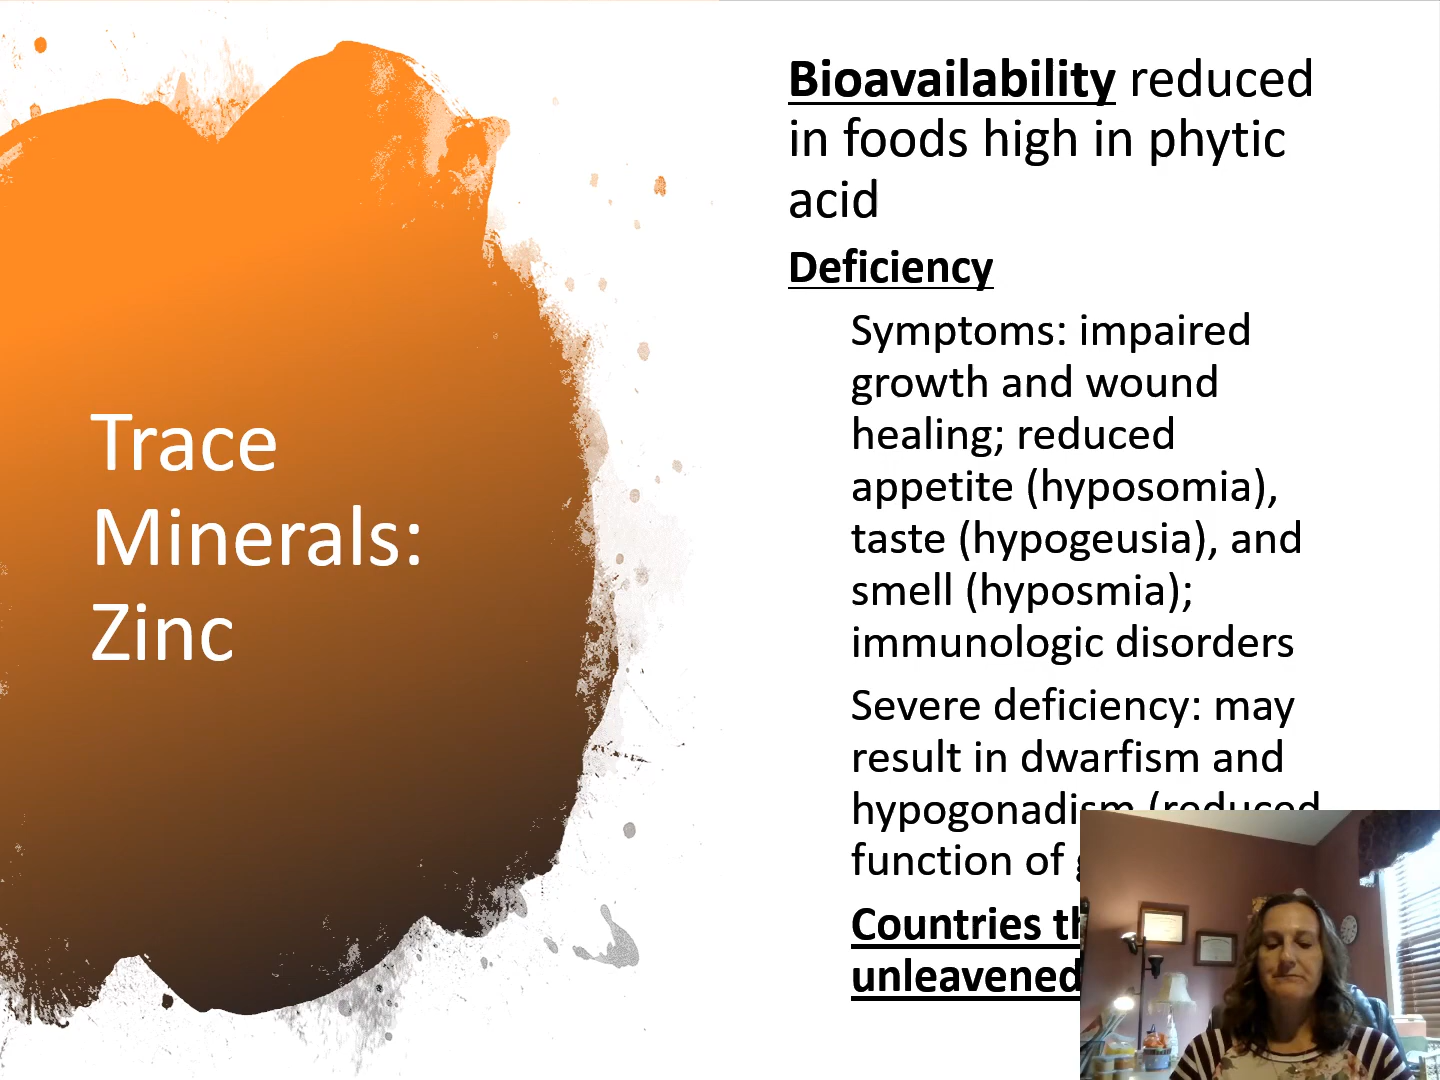 Trace
Minerals:
Zinc
Bioavailability reduced
in foods high in phytic
acid
Deficiency
Symptoms: impaired
growth and wound
healing; reduced
appetite (hyposomia),
taste (hypogeusia), and
smell (hyposmia);
immunologic disorders
Severe deficiency: may
result in dwarfism and
hypogonadism (reduced
function of
Countries
unleavened